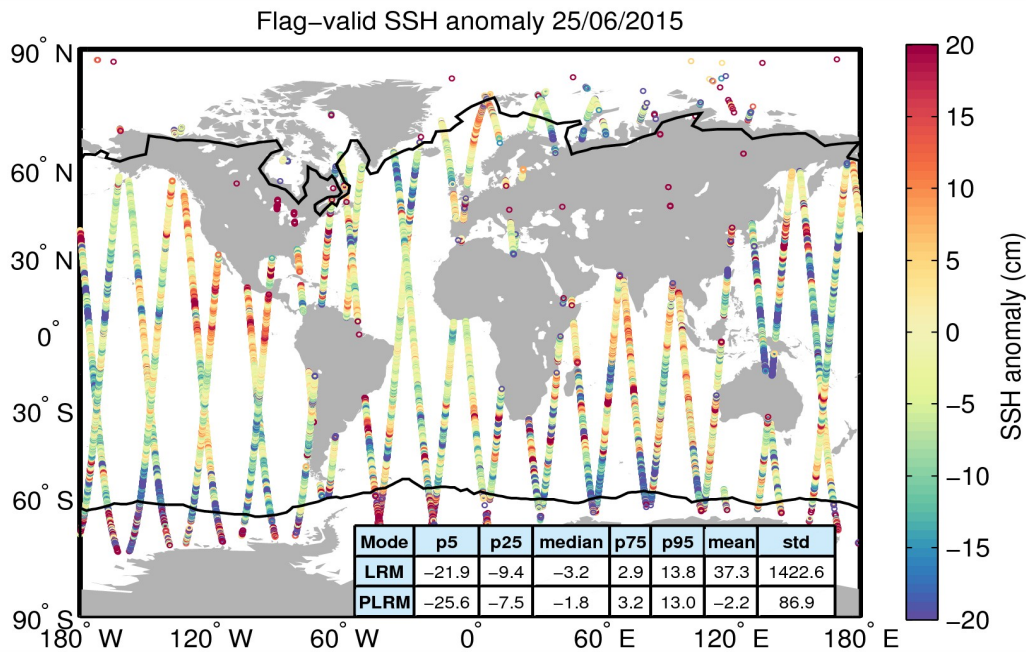 Flag−valid SSH anomaly 25/06/2015
90° N
60° N
30° N
0°
30° S
60° S
90° S
180° W
120° W
60° W
0°
60° E
120° E
180° E
20
15
10
5
0
−5
−10
−15
−20
SSH anomaly (cm)
Mode p5 p25 median p75 p95 mean std
LRM −21.9 −9.4 −3.2 2.9 13.8 37.3 1422.6
PLRM −25.6 −7.5 −1.8 3.2 13.0 −2.2 86.9